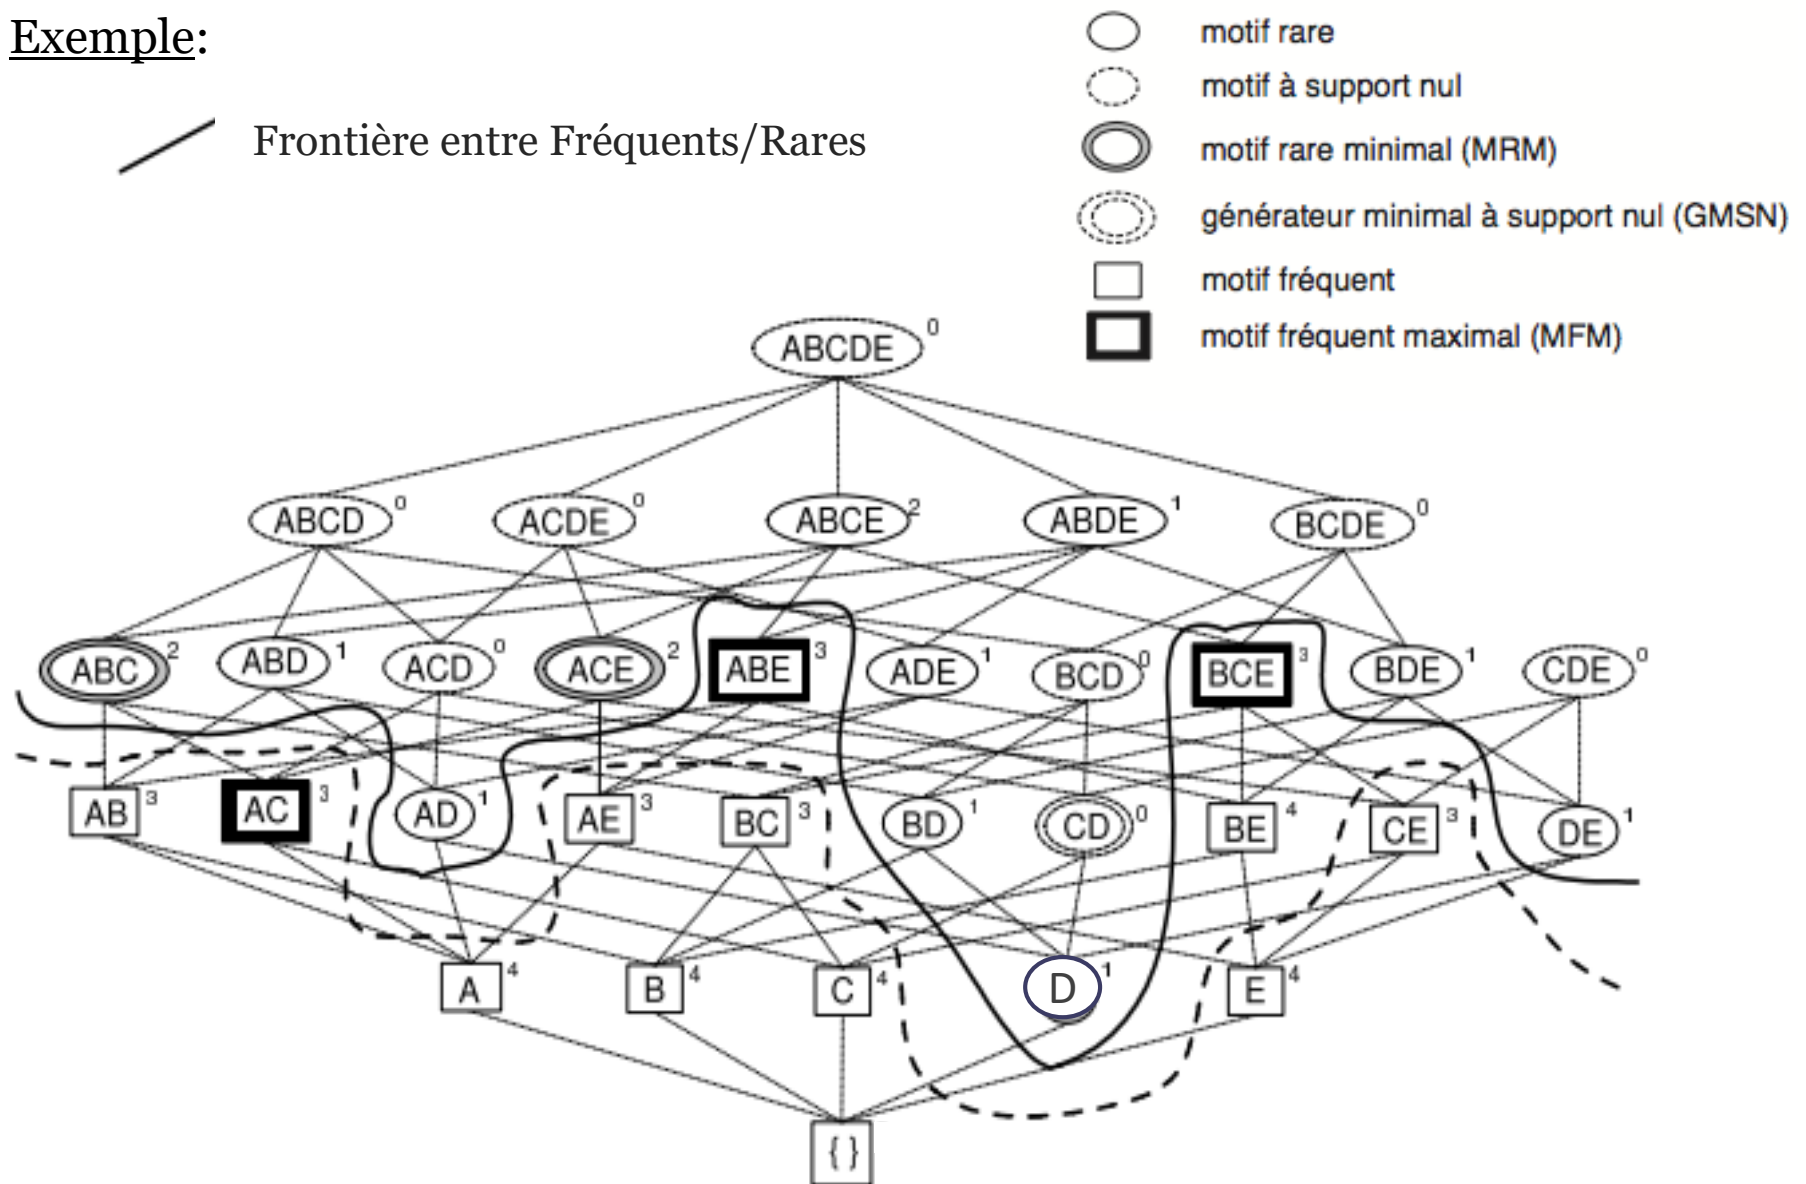 Exemple:
Frontière entre Fréquents/Rares
motif rare
motif à support nul
motif rare minimal (MRM)
générateur minimal à support nul (GMSN)
motif fréquent
motif fréquent maximal (MFM)
ABCDE 0
ABCD 0 ACDE 0 ABCE 2 ABDE 1 BCDE 0
ABC 2 ABD 1 ACD 0 ACE 2 ABE 3 ADE 1 BCD 0 BCE 3 BDE 1 CDE 0
AB 3 AC 3 AD 1 AE 3 BC 3 BD 1 CD 0 BE 4 CE 3 DE 1
A 4 B 4 C 4 D 1 E 4
{ }